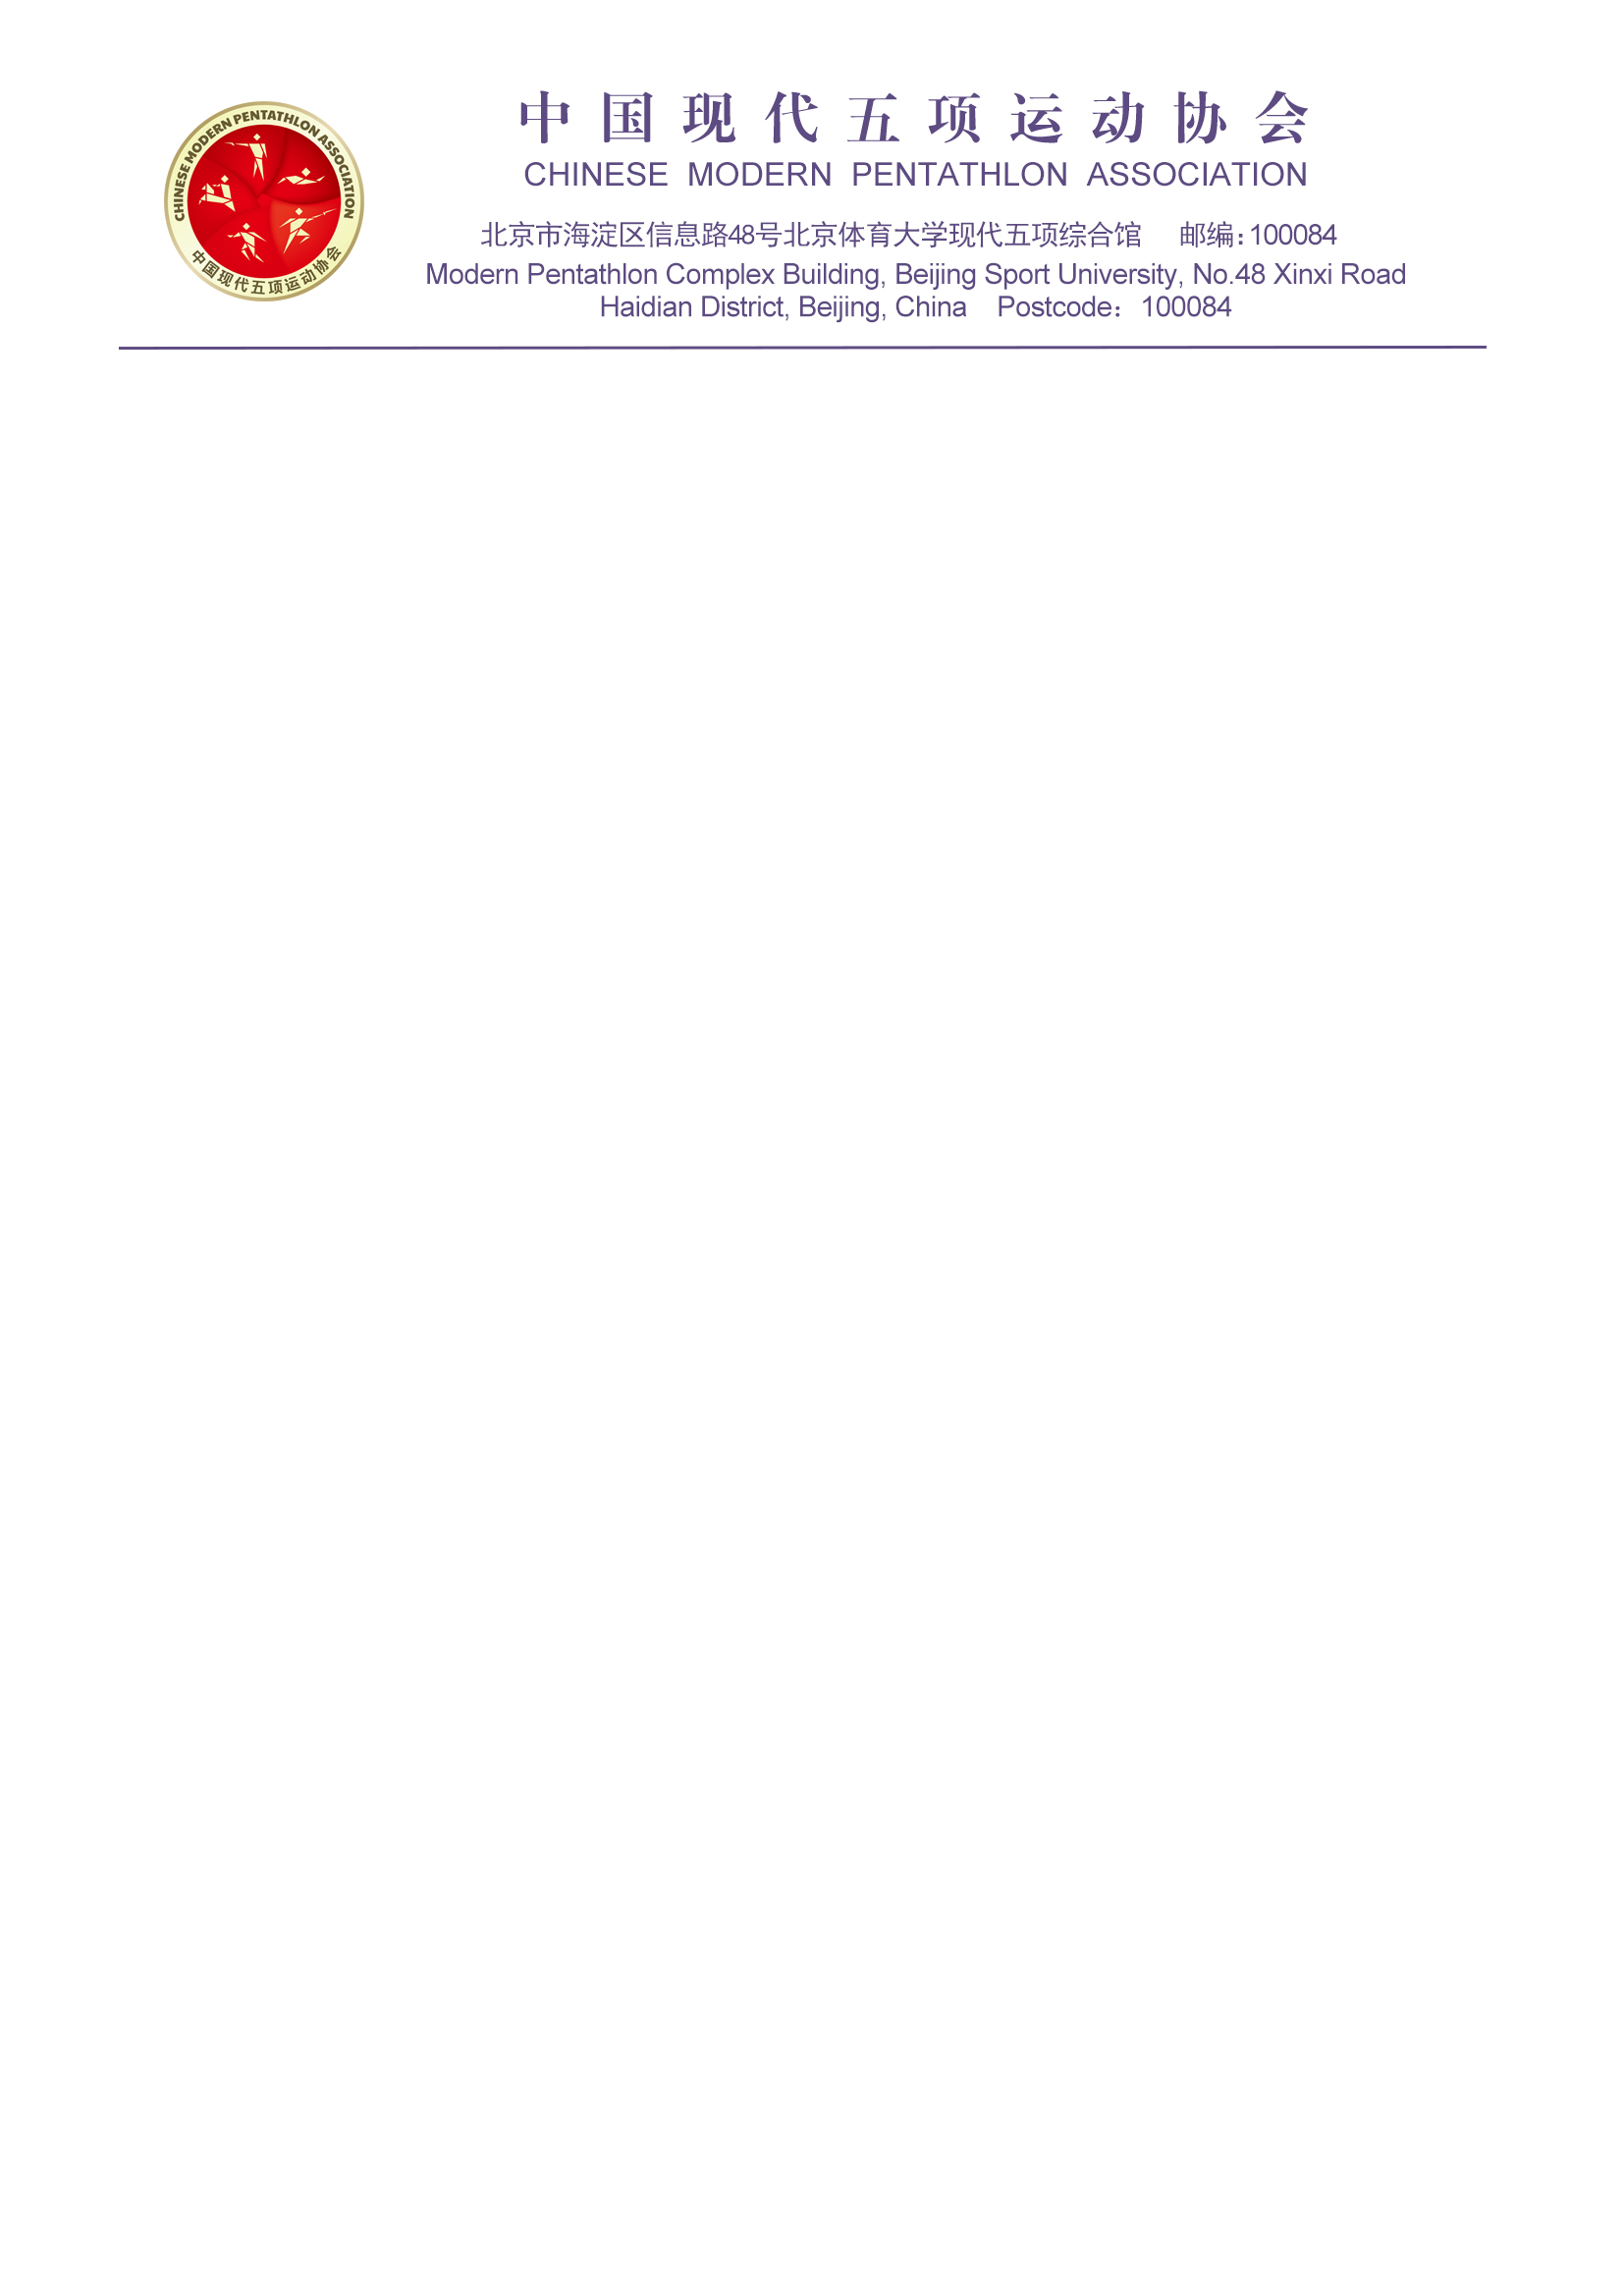 CHINESE MODERN PENTATHLON ASSOCIATION
中国现代五项运动协会
中国现代五项运动协会
CHINESE MODERN PENTATHLON ASSOCIATION
北京市海淀区信息路48号北京体育大学现代五项综合馆 邮编：100084
Modern Pentathlon Complex Building, Beijing Sport University, No.48 Xinxi Road
Haidian District, Beijing, China Postcode：100084